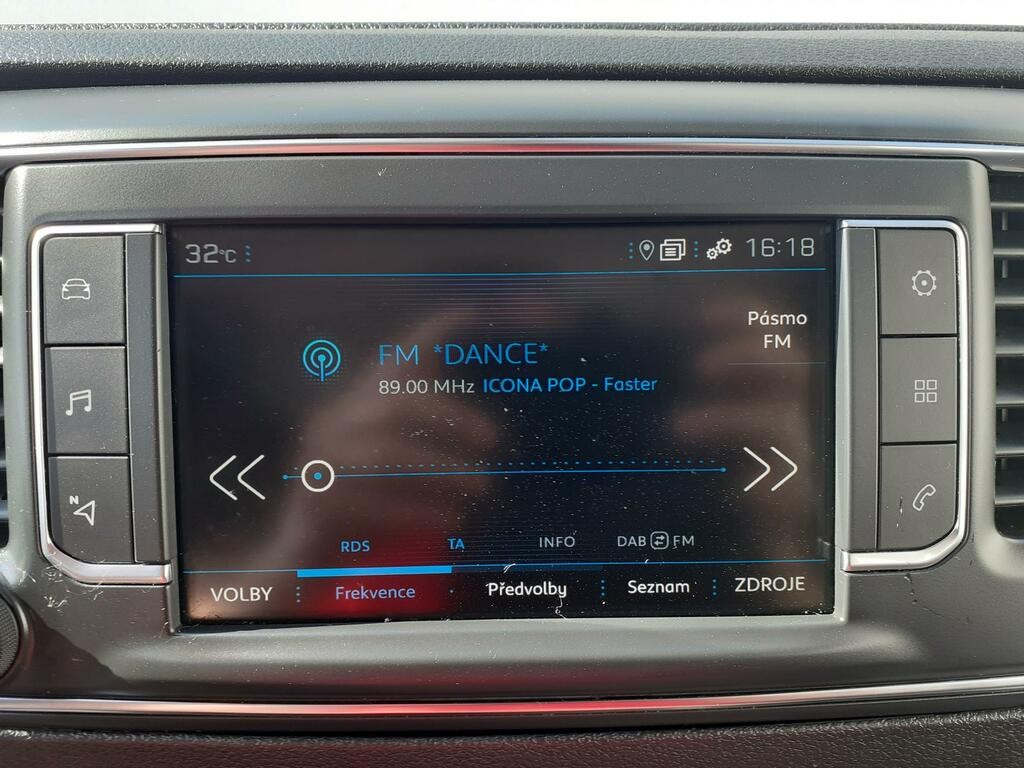 32°C
16:18
Pásmo
FM
FM *DANCE*
89.00 MHz ICONA POP - Faster
N
RDS TA INFO DAB FM
VOLBY Frekvence Předvolby Seznam ZDROJE